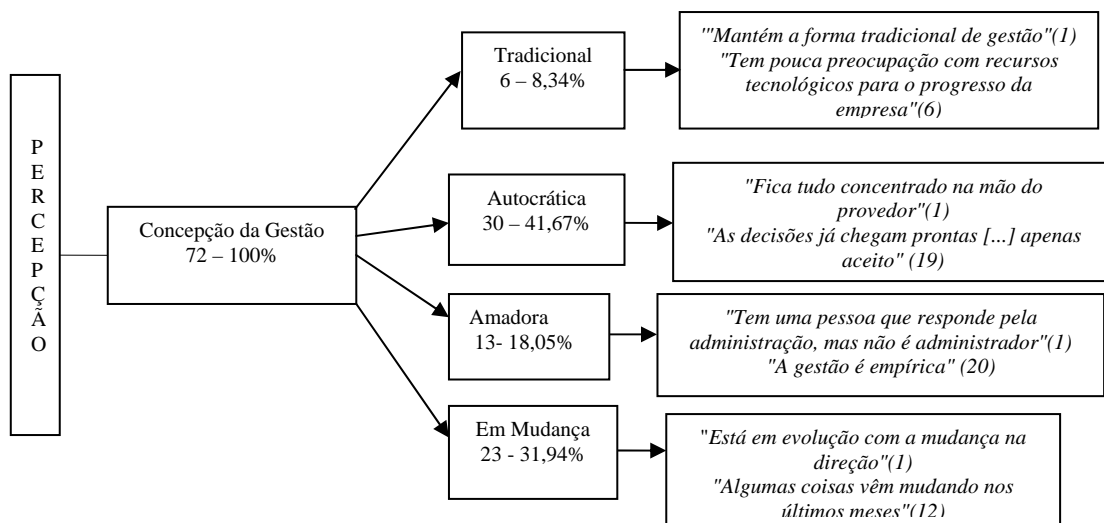 PERCEPÇÃO
Concepção da Gestão
72 – 100%
Tradicional
6 – 8,34%
'"Mantém a forma tradicional de gestão"(1)
"Tem pouca preocupação com recursos
tecnológicos para o progresso da
empresa"(6)
Autocrática
30 – 41,67%
"Fica tudo concentrado na mão do
provedor"(1)
"As decisões já chegam prontas [...] apenas
aceito" (19)
Amadora
13- 18,05%
"Tem uma pessoa que responde pela
administração, mas não é administrador"(1)
"A gestão é empírica" (20)
Em Mudança
23 - 31,94%
"Está em evolução com a mudança na
direção"(1)
"Algumas coisas vêm mudando nos
últimos meses"(12)